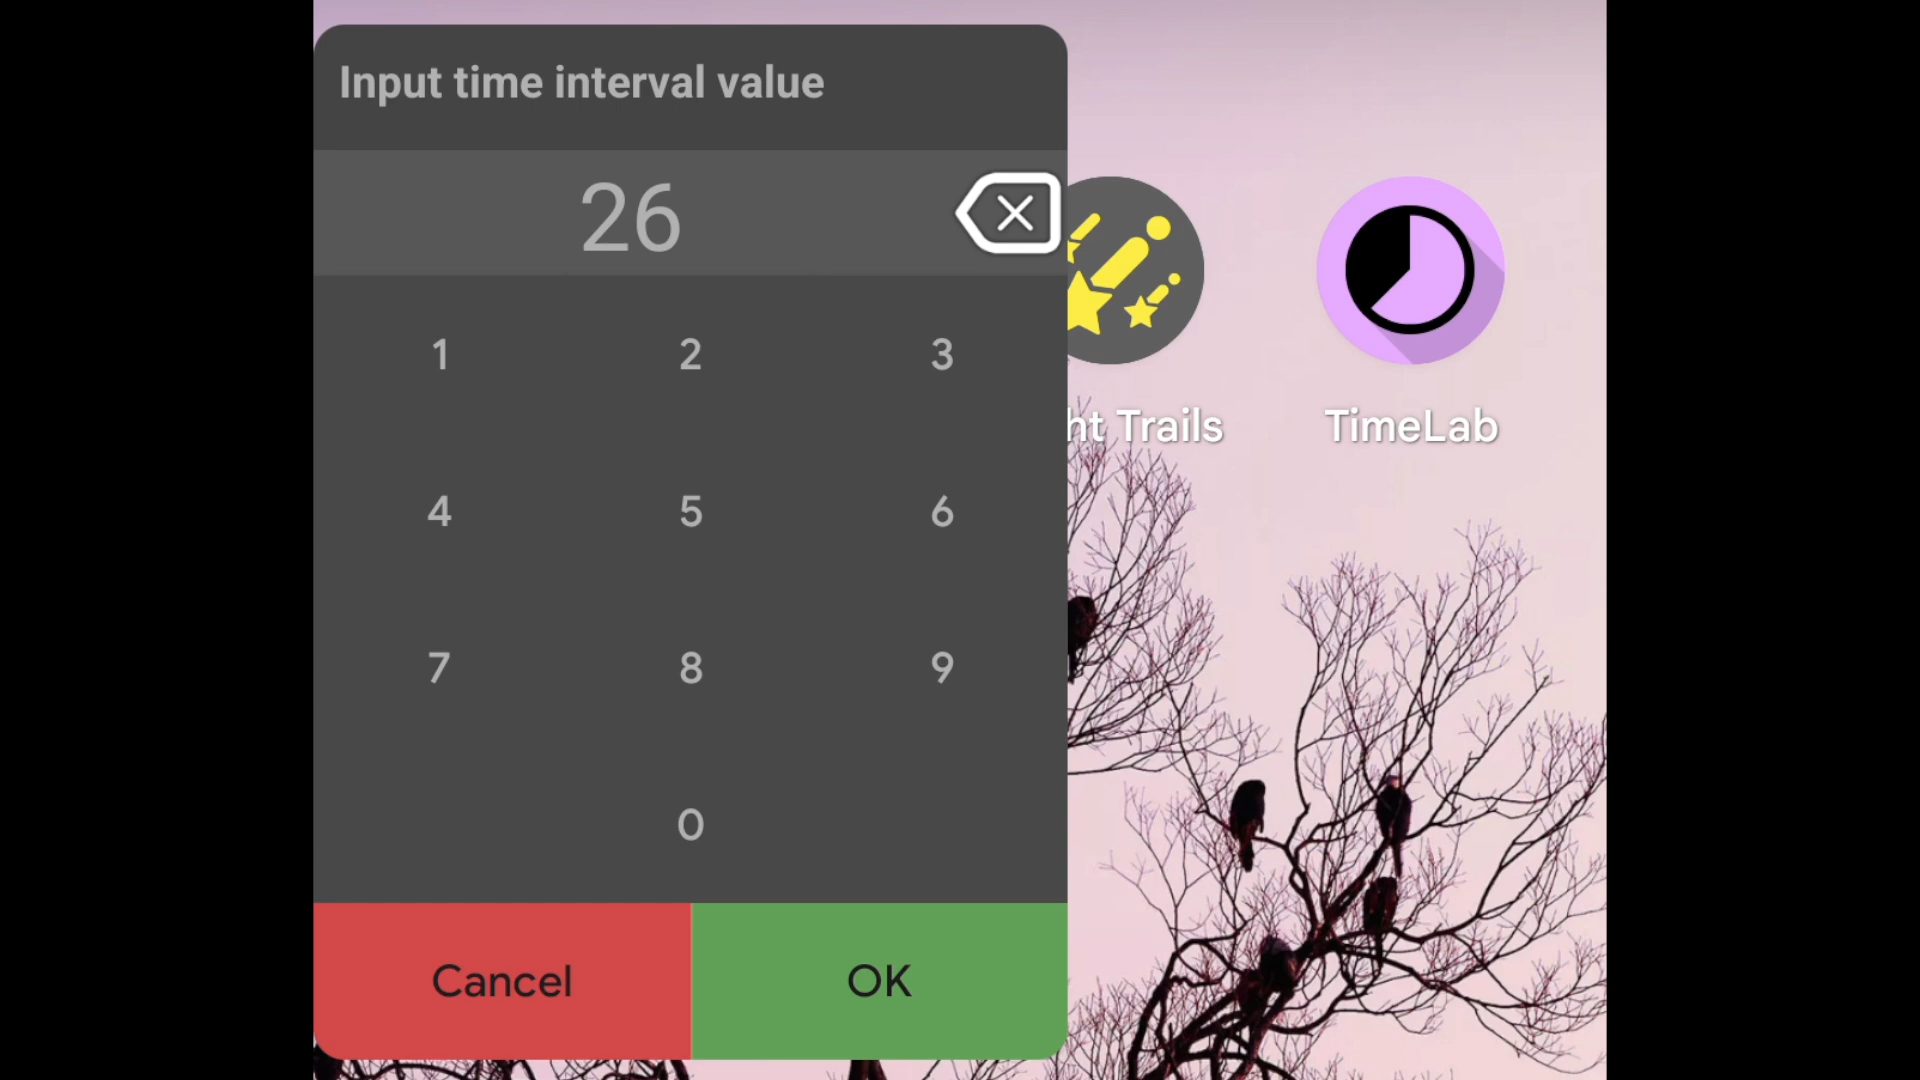 Input time interval value
26
1 2 3
4 5 6
7 8 9
0
Cancel OK
ht Trails
TimeLab